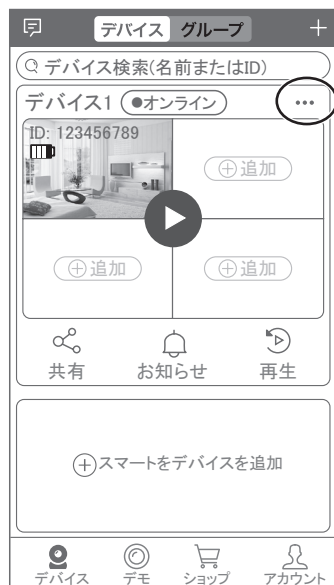 デバイス グループ
デバイス検索(名前またはID)
デバイス1 ●オンライン ...
ID: 123456789
追加
追加 追加
共有 お知らせ 再生
スマートをデバイスを追加
デバイス デモ ショップ アカウント